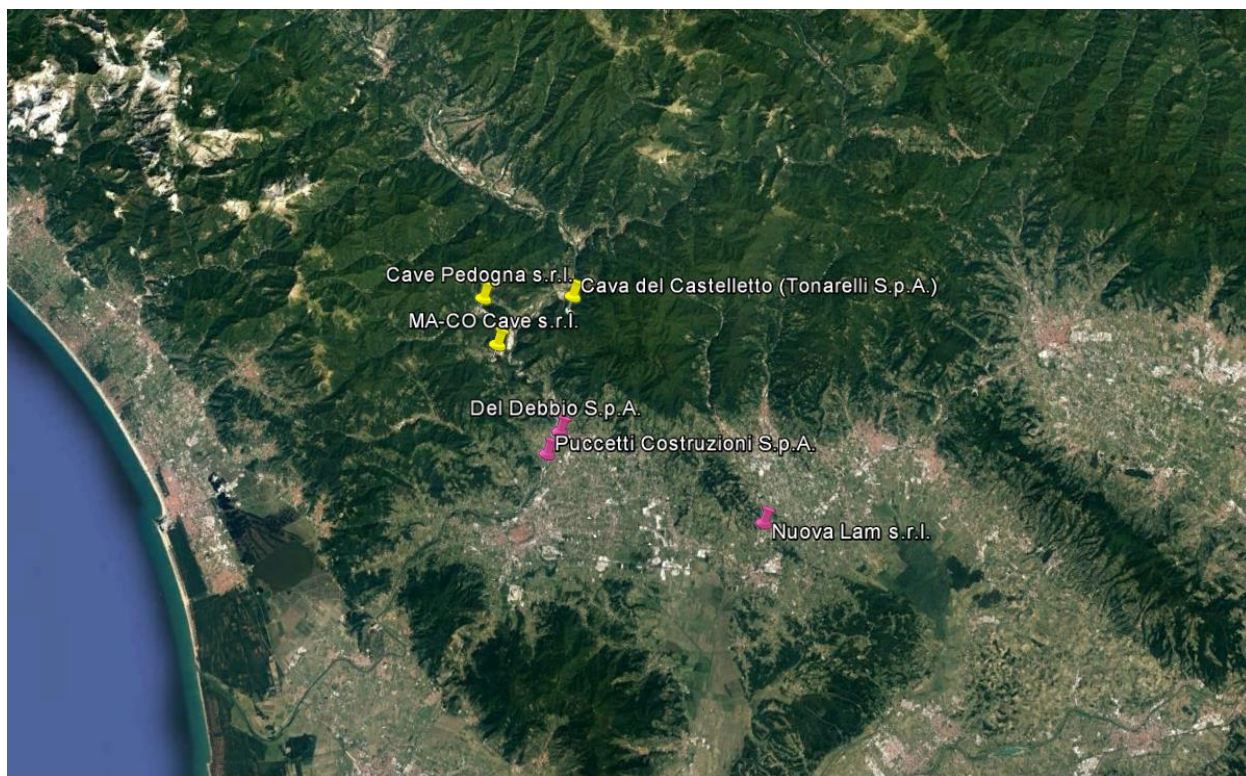 Cave Pedogna s.r.l.
Cava del Castelletto (Tonarelli S.p.A.)
MA-CO Cave s.r.l.
Del Debbio S.p.A.
Puccetti Costruzioni S.p.A.
Nuova Lam s.r.l.